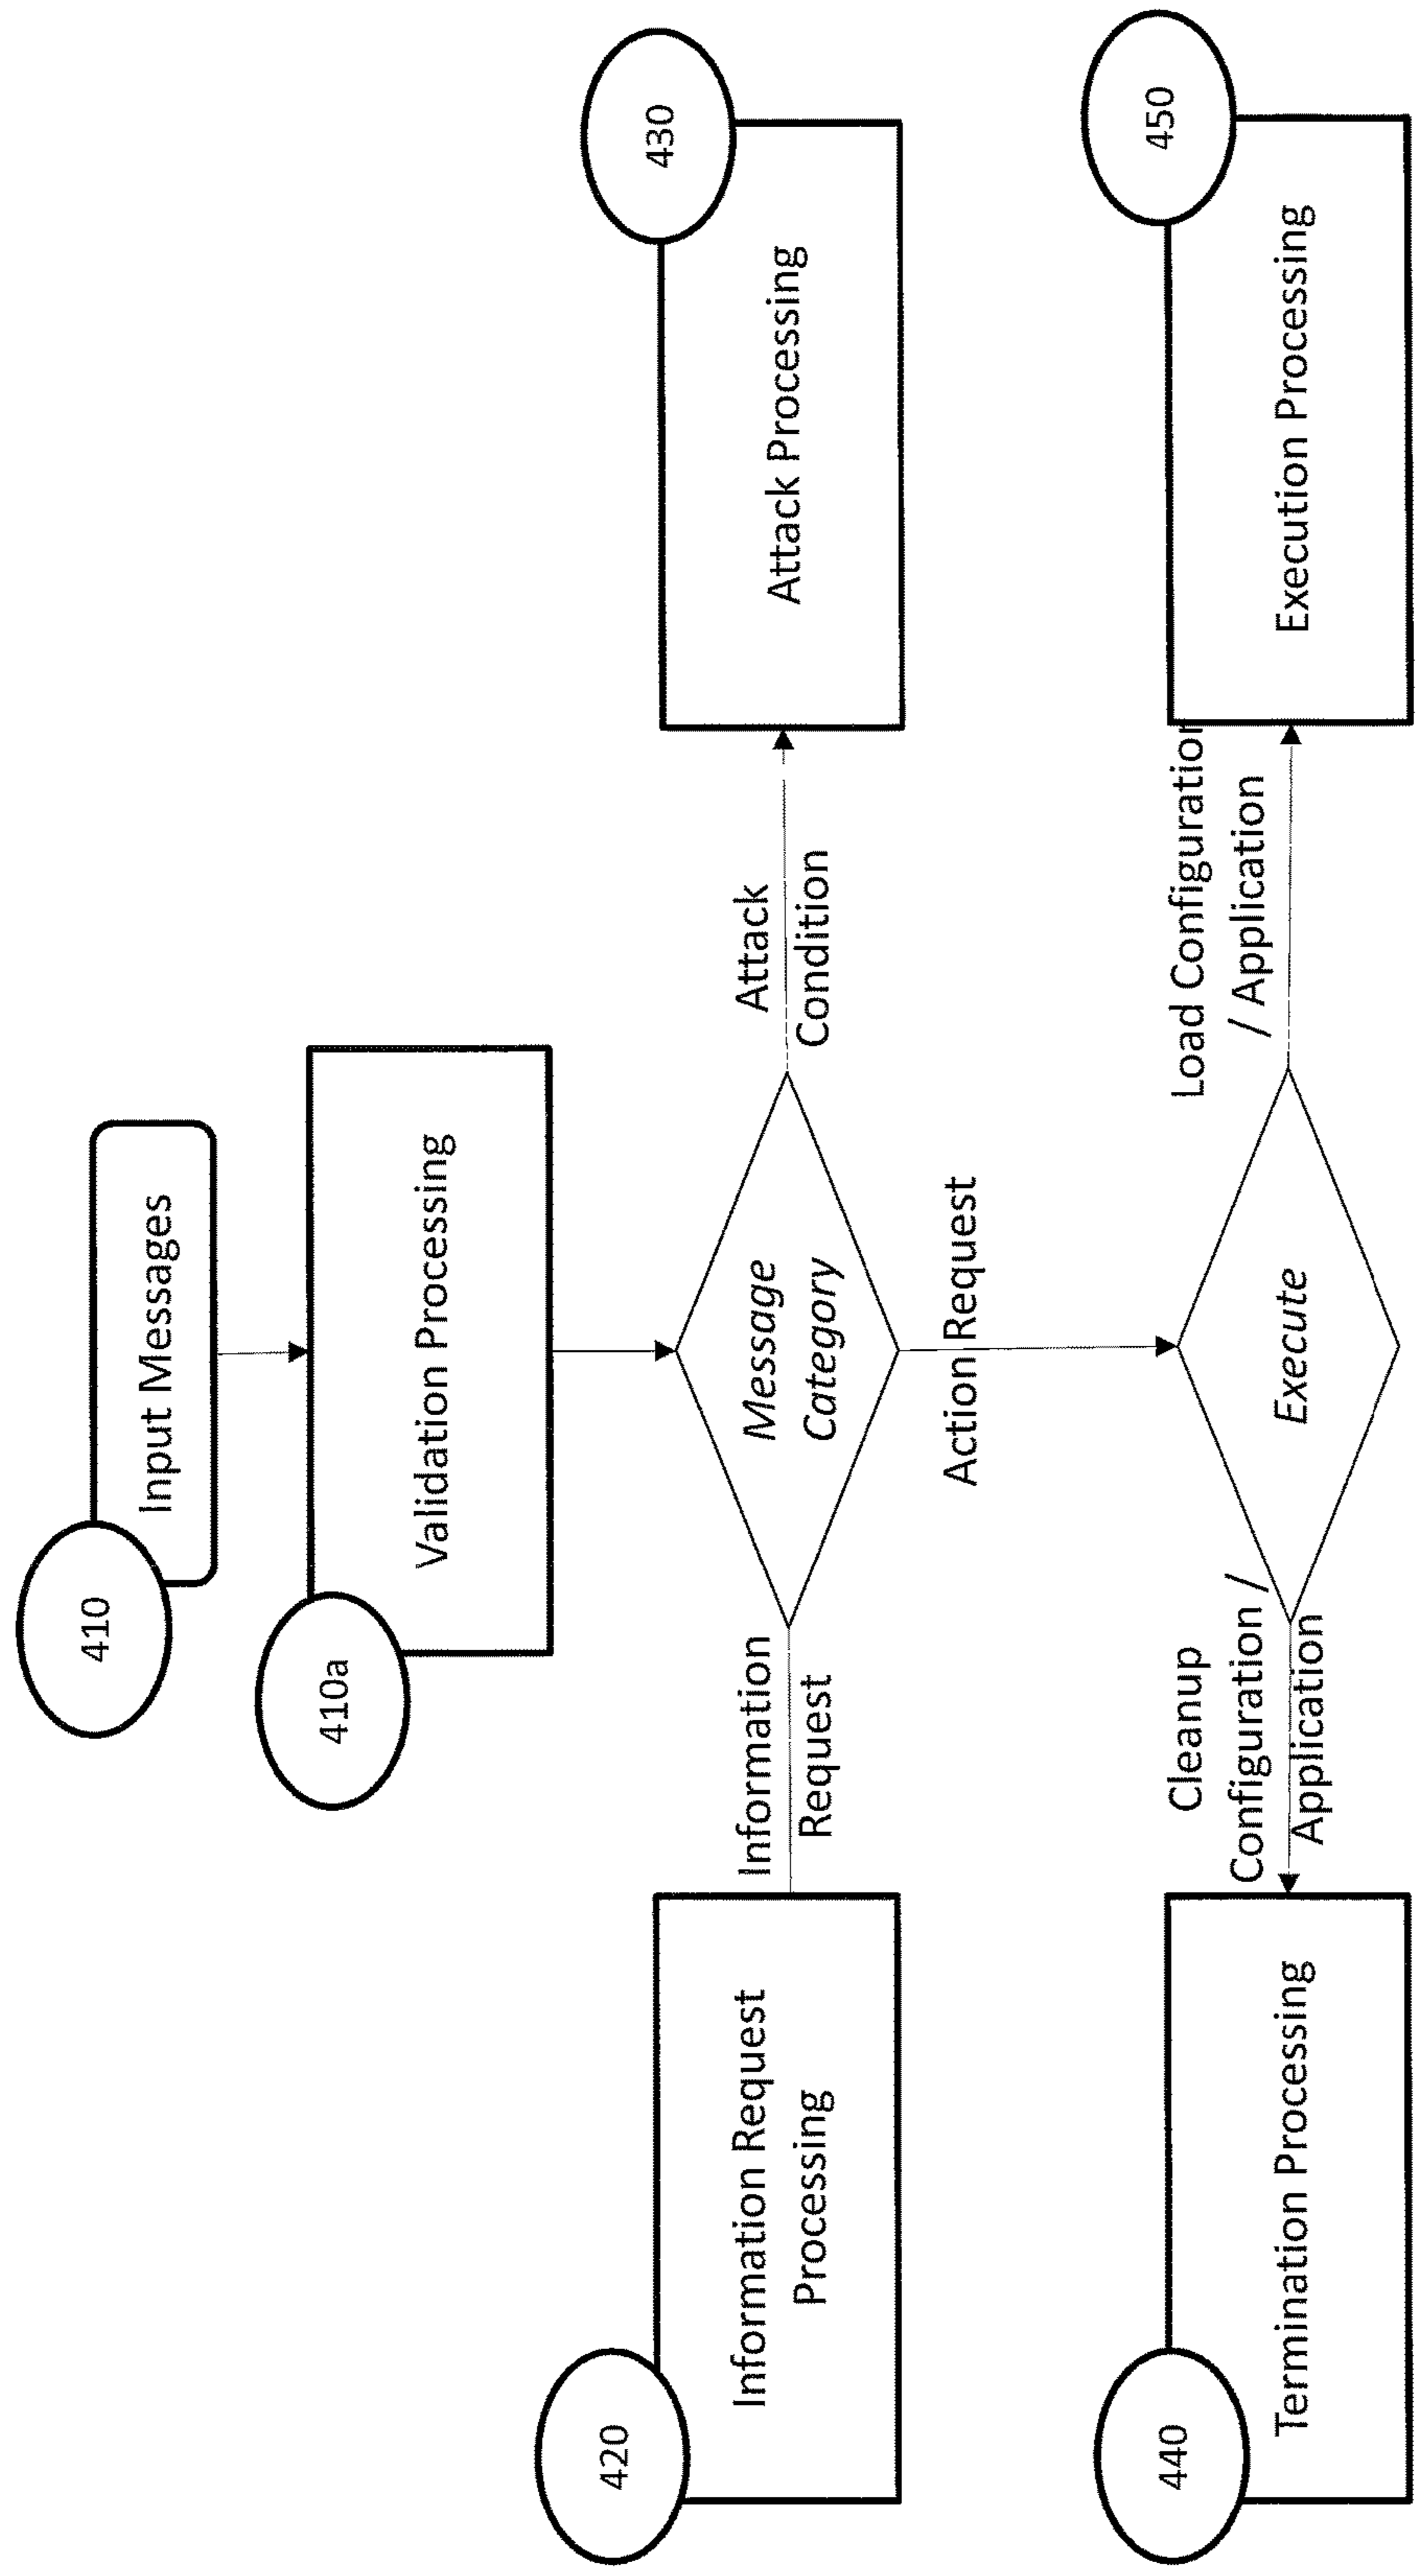 410
Input Messages
410a
Validation Processing
420
Information Request
Processing
Information
Request
Message
Category
Attack
Condition
430
Attack Processing
Action Request
440
Termination Processing
Cleanup
Configuration /
Application
Execute
Load Configuration
/ Application
450
Execution Processing